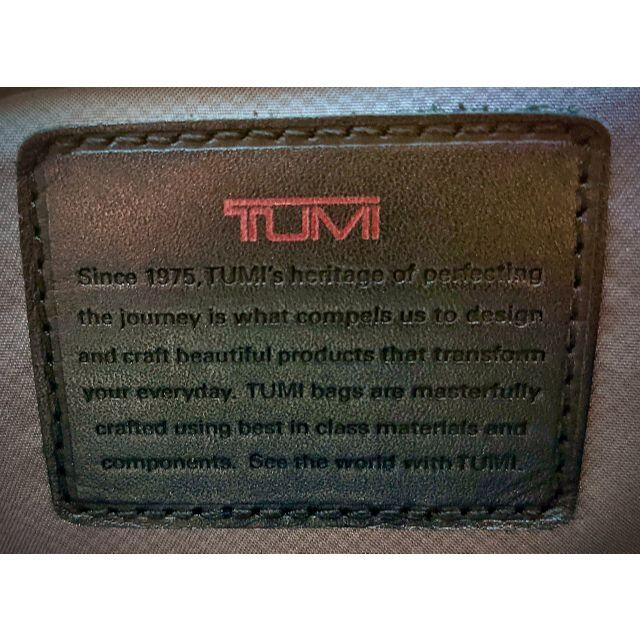 TUMI
Since 1975, TUMI's heritage of perfecting
the journey is what compels us to design
and craft beautiful products that transform
your everyday. TUMI bags are masterfully
crafted using best in class materials and
components. See the world with TUMI.